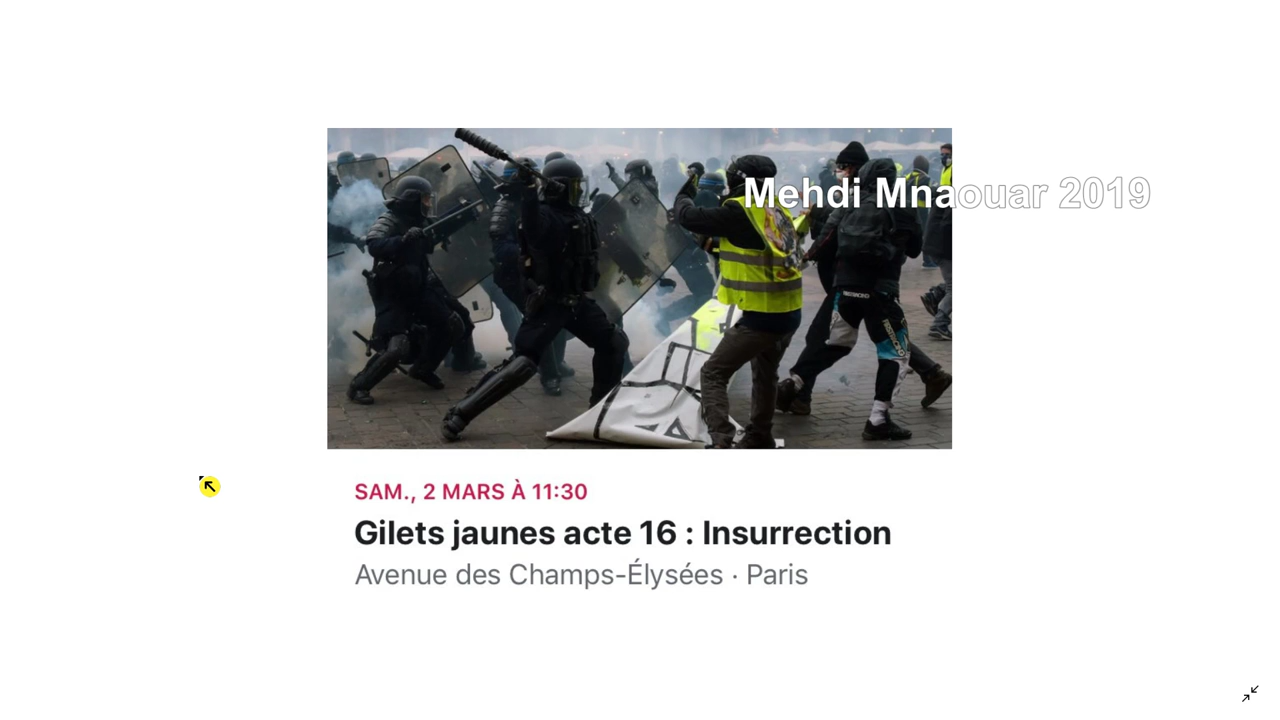 Mehdi Mnaouar 2019
SAM., 2 MARS À 11:30
Gilets jaunes acte 16 : Insurrection
Avenue des Champs-Élysées · Paris